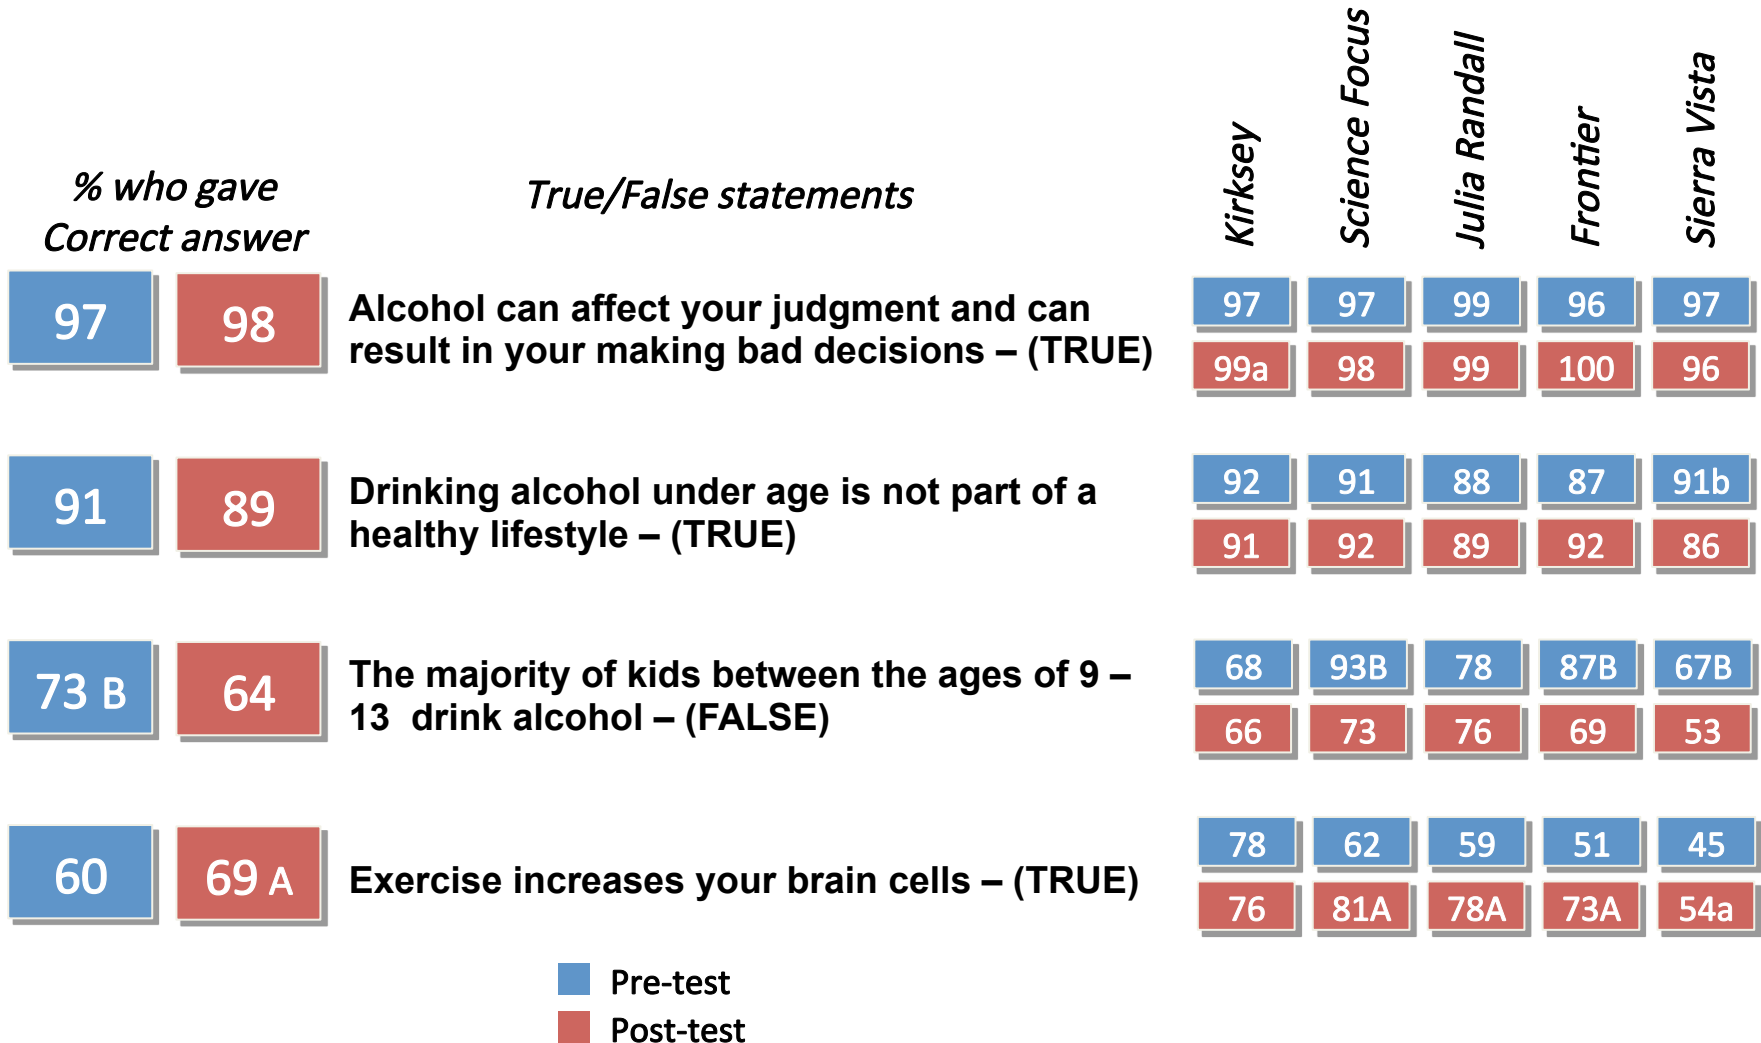 % who gave
Correct answer
True/False statements
Kirksey
Science Focus
Julia Randall
Frontier
Sierra Vista
97 98
Alcohol can affect your judgment and can
result in your making bad decisions – (TRUE)
97 97 99 96 97
99a 98 99 100 96
91 89
Drinking alcohol under age is not part of a
healthy lifestyle – (TRUE)
92 91 88 87 91b
91 92 89 92 86
73 B 64
The majority of kids between the ages of 9 –
13 drink alcohol – (FALSE)
68 93B 78 87B 67B
66 73 76 69 53
60 69 A
Exercise increases your brain cells – (TRUE)
78 62 59 51 45
76 81A 78A 73A 54a
Pre-test
Post-test